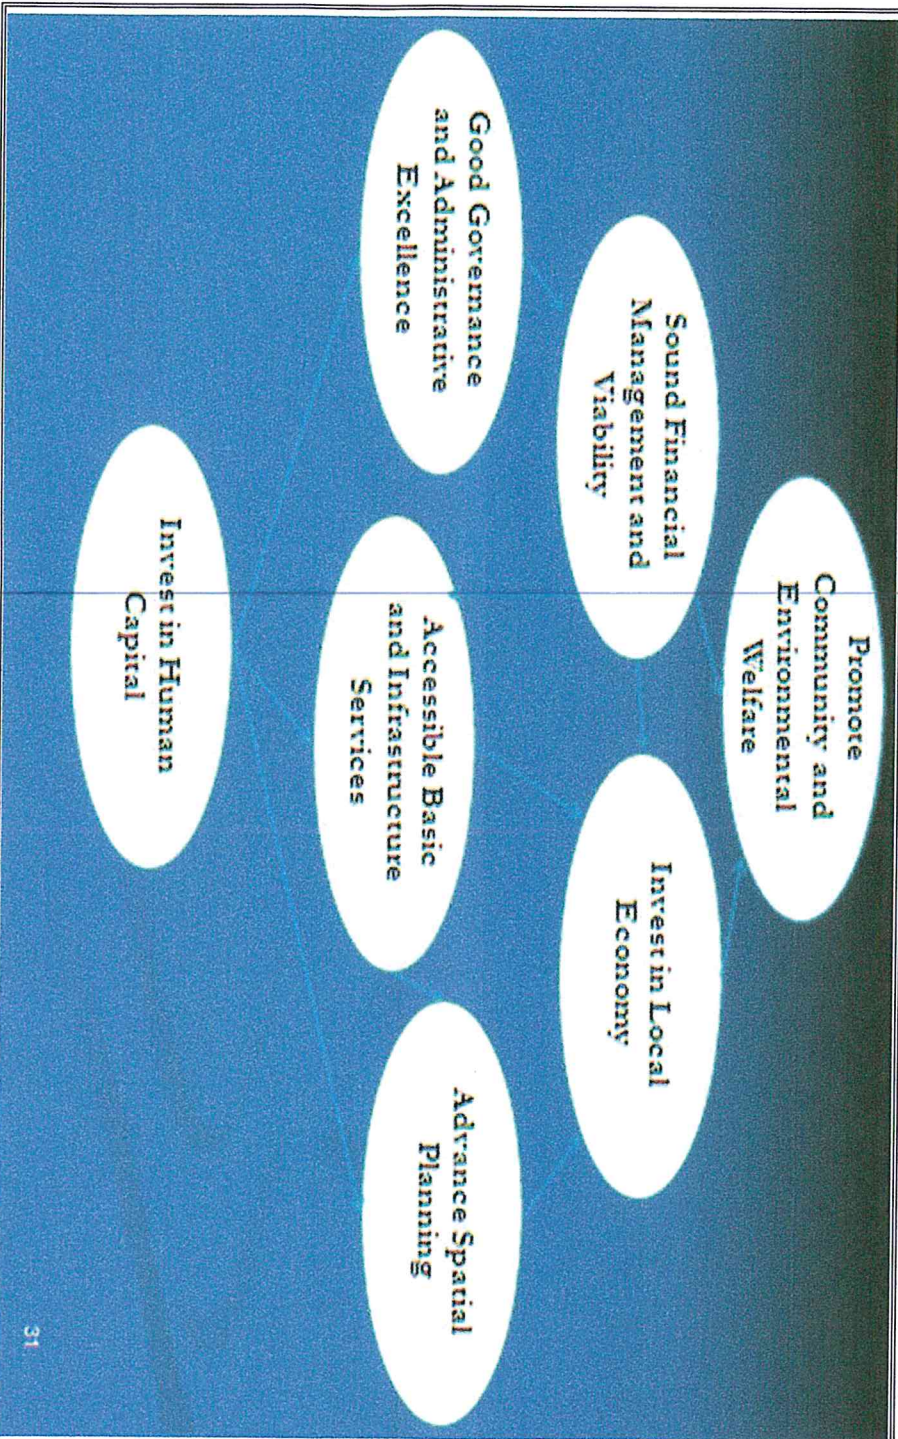 Promote
Community and
Environmental
Welfare
Sound Financial
Management and
Viability
Invest in Local
Economy
Good Governance
and Administrative
Excellence
Accessible Basic
and Infrastructure
Services
Advance Spatial
Planning
Invest in Human
Capital
31